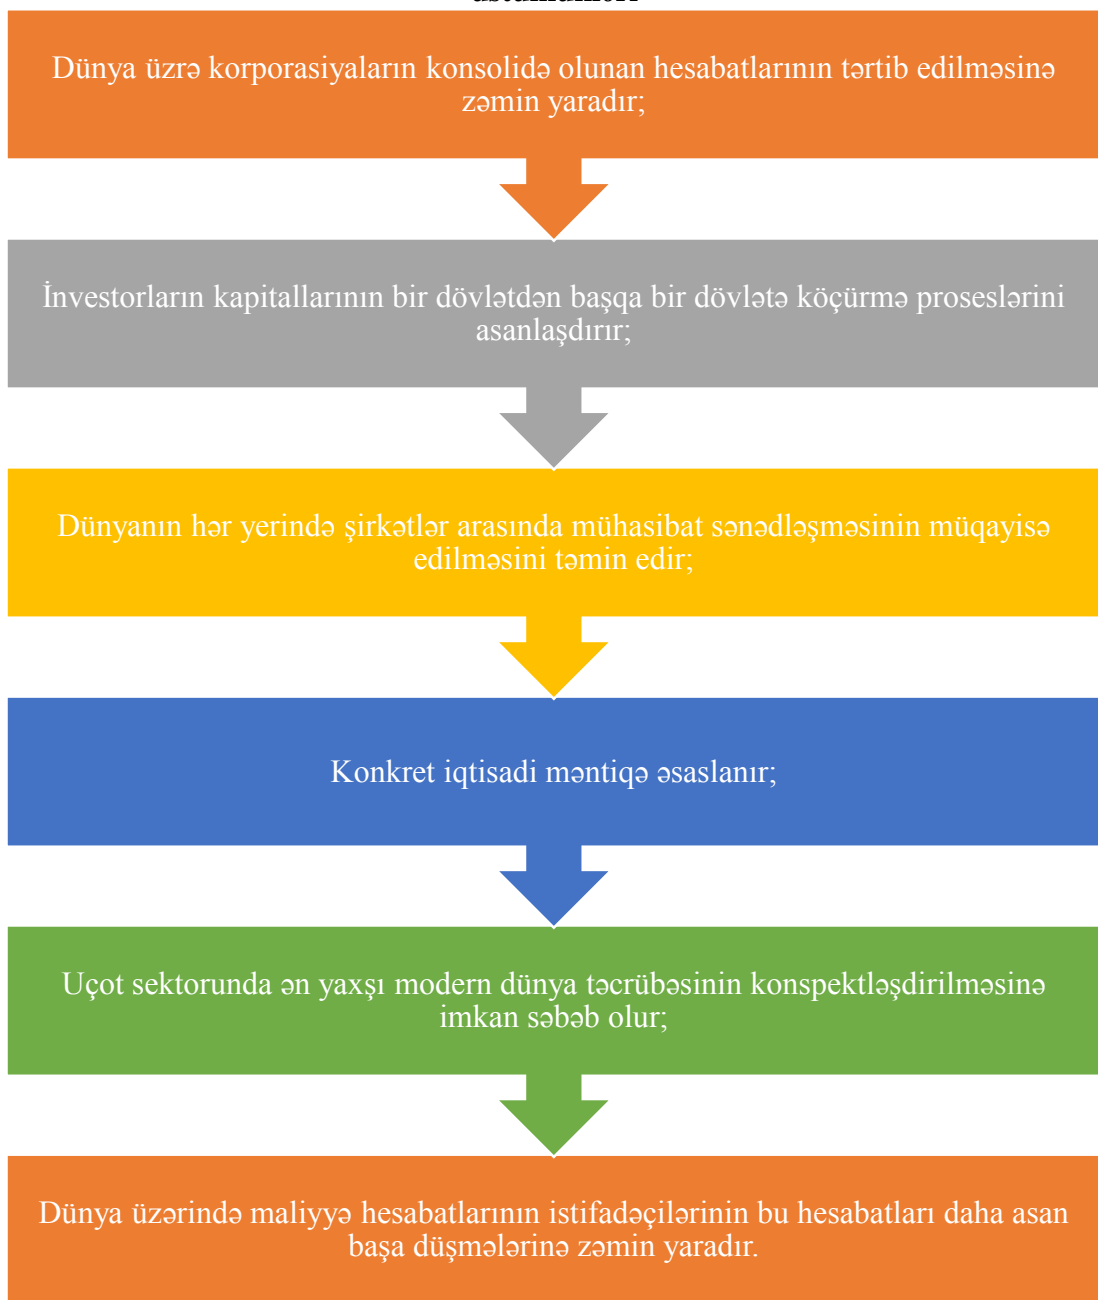 Dünya üzrə korporasiyaların konsolidə olunan hesabatlarının tərtib edilməsinə
zəmin yaradır;
İnvestorların kapitallarının bir dövlətdən başqa bir dövlətə köçürmə proseslərini
asanlaşdırır;
Dünyanın hər yerində şirkətlər arasında mühasibat sənədləşməsinin müqayisə
edilməsini təmin edir;
Konkret iqtisadi məntiqə əsaslanır;
Uçot sektorunda ən yaxşı modern dünya təcrübəsinin konspektləşdirilməsinə
imkan səbəb olur;
Dünya üzərində maliyyə hesabatlarının istifadəçilərinin bu hesabatları daha asan
başa düşmələrinə zəmin yaradır.